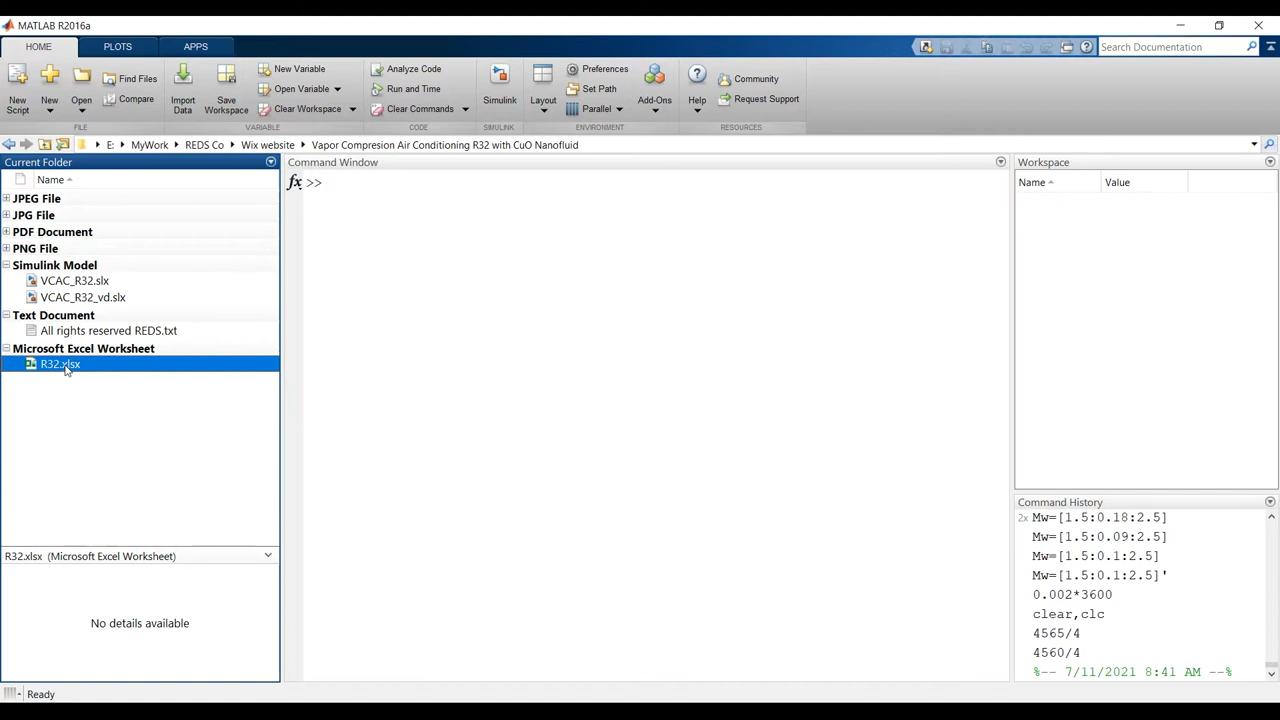 MATLAB R2016a
HOME PLOTS APPS
Search Documentation
New Script
New
Open
Find Files
Compare
Import Data
Save Workspace
New Variable
Open Variable
Clear Workspace
Analyze Code
Run and Time
Clear Commands
Simulink
Layout
Preferences
Set Path
Parallel
Add-Ons
Help
Community
Request Support
FILE VARIABLE CODE SIMULINK ENVIRONMENT RESOURCES
E: MyWork REDS Co Wix website Vapor Compresion Air Conditioning R32 with CuO Nanofluid
Current Folder
Name
JPEG File
JPG File
PDF Document
PNG File
Simulink Model
VCAC_R32.slx
VCAC_R32_vd.slx
Text Document
All rights reserved REDS.txt
Microsoft Excel Worksheet
R32.xlsx
R32.xlsx (Microsoft Excel Worksheet)
No details available
Command Window
fx >>
Workspace
Name Value
Command History
2x Mw=[1.5:0.18:2.5]
Mw=[1.5:0.09:2.5]
Mw=[1.5:0.1:2.5]
Mw=[1.5:0.1:2.5]'
0.002*3600
clear,clc
4565/4
4560/4
%-- 7/11/2021 8:41 AM --%
Ready